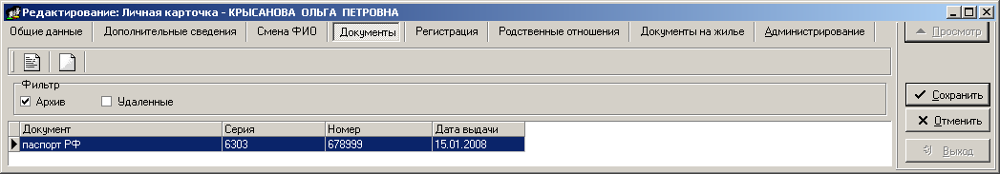 Редактирование: Личная карточка - КРЫСАНОВА ОЛЬГА ПЕТРОВНА
Общие данные Дополнительные сведения Смена ФИО Документы Регистрация Родственные отношения Документы на жилье Администрирование
Просмотр
Фильтр
Архив Удаленные
Сохранить
Отменить
Выход
Документ Серия Номер Дата выдачи
паспорт РФ 6303 678999 15.01.2008